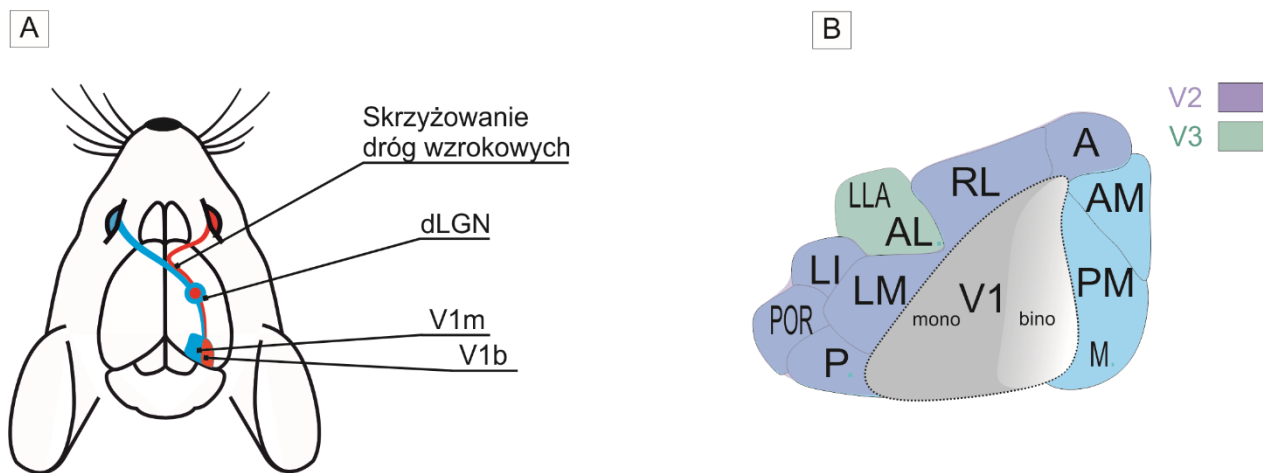 A
Skrzyżowanie
dróg wzrokowych
dLGN
V1m
V1b
B
V2
V3
A
RL
AM
LLA
AL
LI
LM
V1
PM
mono
bino
POR
P
M